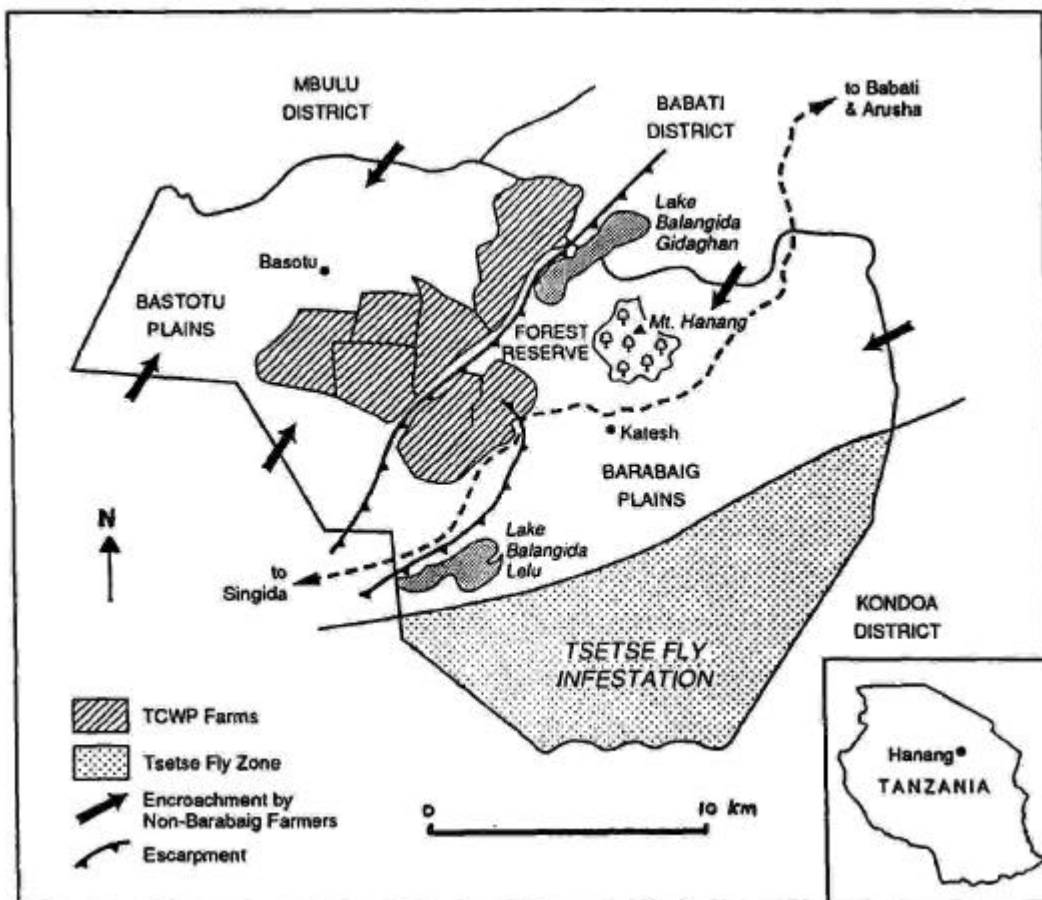 MBULU
DISTRICT
BABATI
DISTRICT
to Babati
& Arusha
Lake
Balangida
Gidaghan
Basotu
BASTOTU
PLAINS
FOREST
RESERVE
Mt. Hanang
Katesh
BARABAIG
PLAINS
N
Lake
Balangida
Lelu
to
Singida
KONDOA
DISTRICT
TSETSE FLY
INFESTATION
TCWP Farms
Tsetse Fly Zone
Encroachment by
Non-Barabaig Farmers
Escarpment
0 10 km
Hanang
TANZANIA